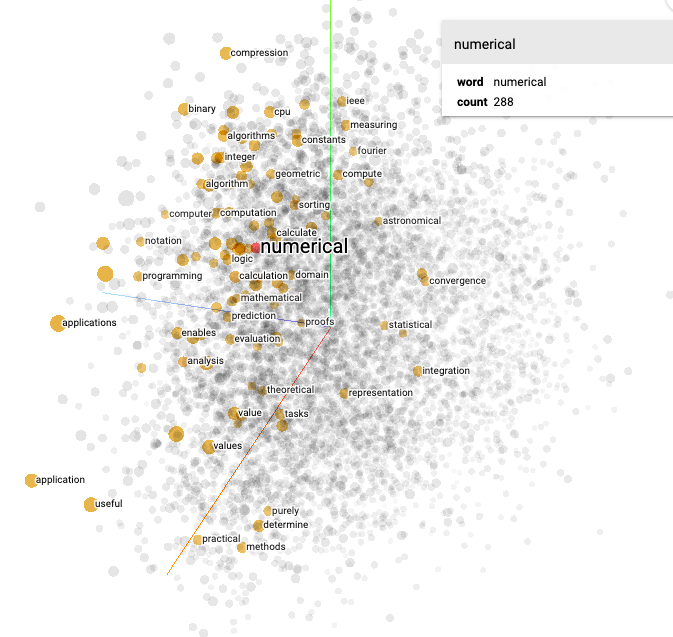 numerical
word numerical
count 288
compression
ieee
binary
cpu
measuring
algorithms
constants
fourier
integer
geometric
compute
algorithm
sorting
computer
computation
astronomical
calculate
notation
numerical
logic
programming
calculation
domain
convergence
mathematical
prediction
proofs
applications
statistical
enables
evaluation
analysis
integration
theoretical
representation
value
tasks
values
application
useful
purely
determine
practical
methods